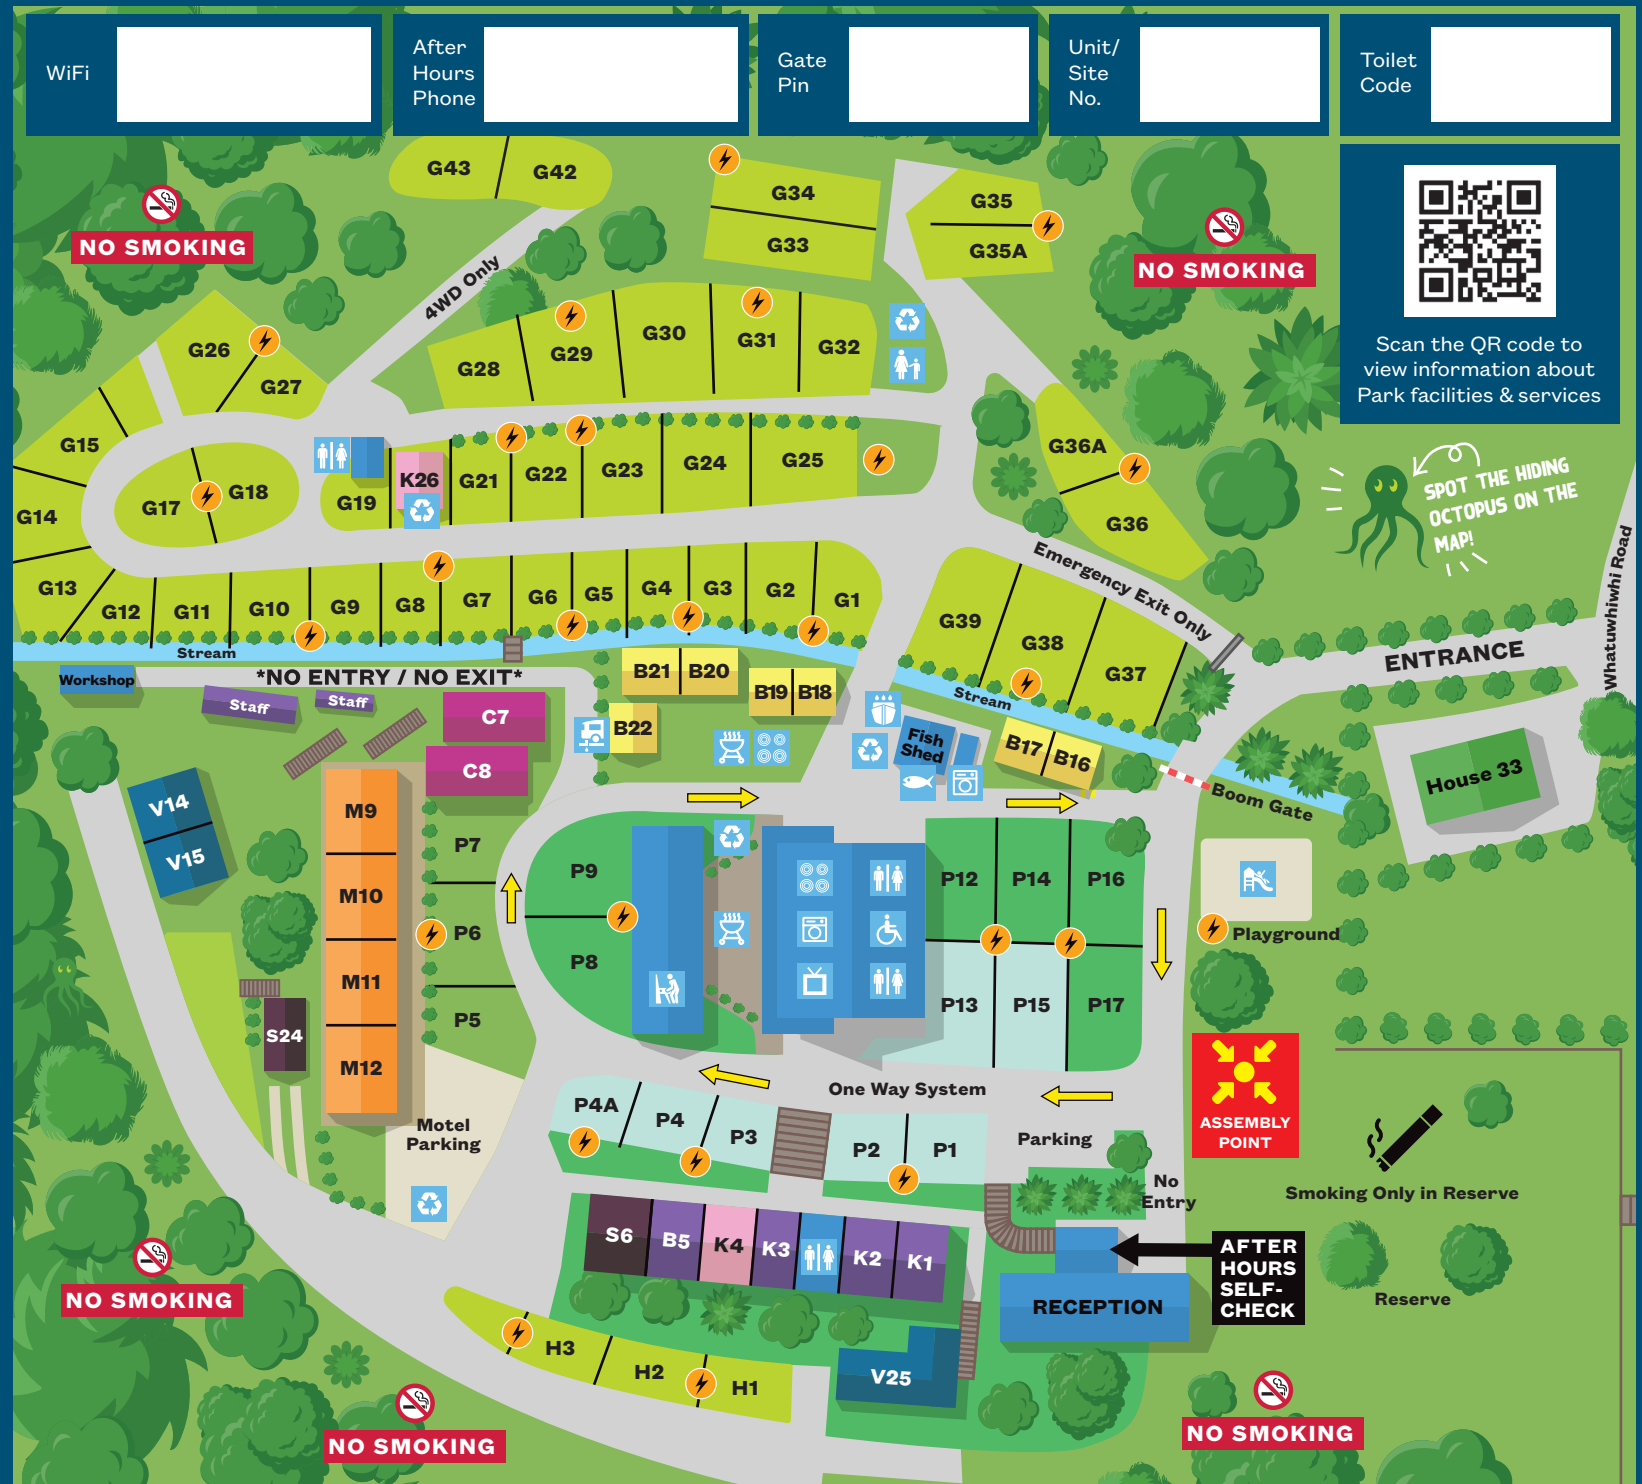 WiFi
After
Hours
Phone
Gate
Pin
Unit/
Site
No.
Toilet
Code
Scan the QR code to
view information about
Park facilities & services
SPOT THE HIDING
OCTOPUS ON THE
MAP!
G43
G42
G34
G33
G35
G35A
NO SMOKING
NO SMOKING
4WD Only
G26
G27
G28
G29
G30
G31
G32
G15
G14
G17
G18
G19
K26
G21
G22
G23
G24
G25
G36A
G36
G13
G12
G11
G10
G9
G8
G7
G6
G5
G4
G3
G2
G1
G39
G38
G37
Emergency Exit Only
Whatuwhiwhi Road
ENTRANCE
Stream
Stream
Workshop
*NO ENTRY / NO EXIT*
Staff
Staff
C7
C8
B21
B20
B19
B18
B22
Fish
Shed
B17
B16
Boom Gate
House 33
V14
V15
M9
M10
M11
M12
P7
P6
P5
P9
P8
P12
P14
P16
P13
P15
P17
Playground
S24
Motel
Parking
One Way System
ASSEMBLY
POINT
P4A
P4
P3
P2
P1
Parking
No
Entry
Smoking Only in Reserve
S6
B5
K4
K3
K2
K1
AFTER
HOURS
SELF-
CHECK
RECEPTION
Reserve
NO SMOKING
H3
H2
H1
V25
NO SMOKING
NO SMOKING